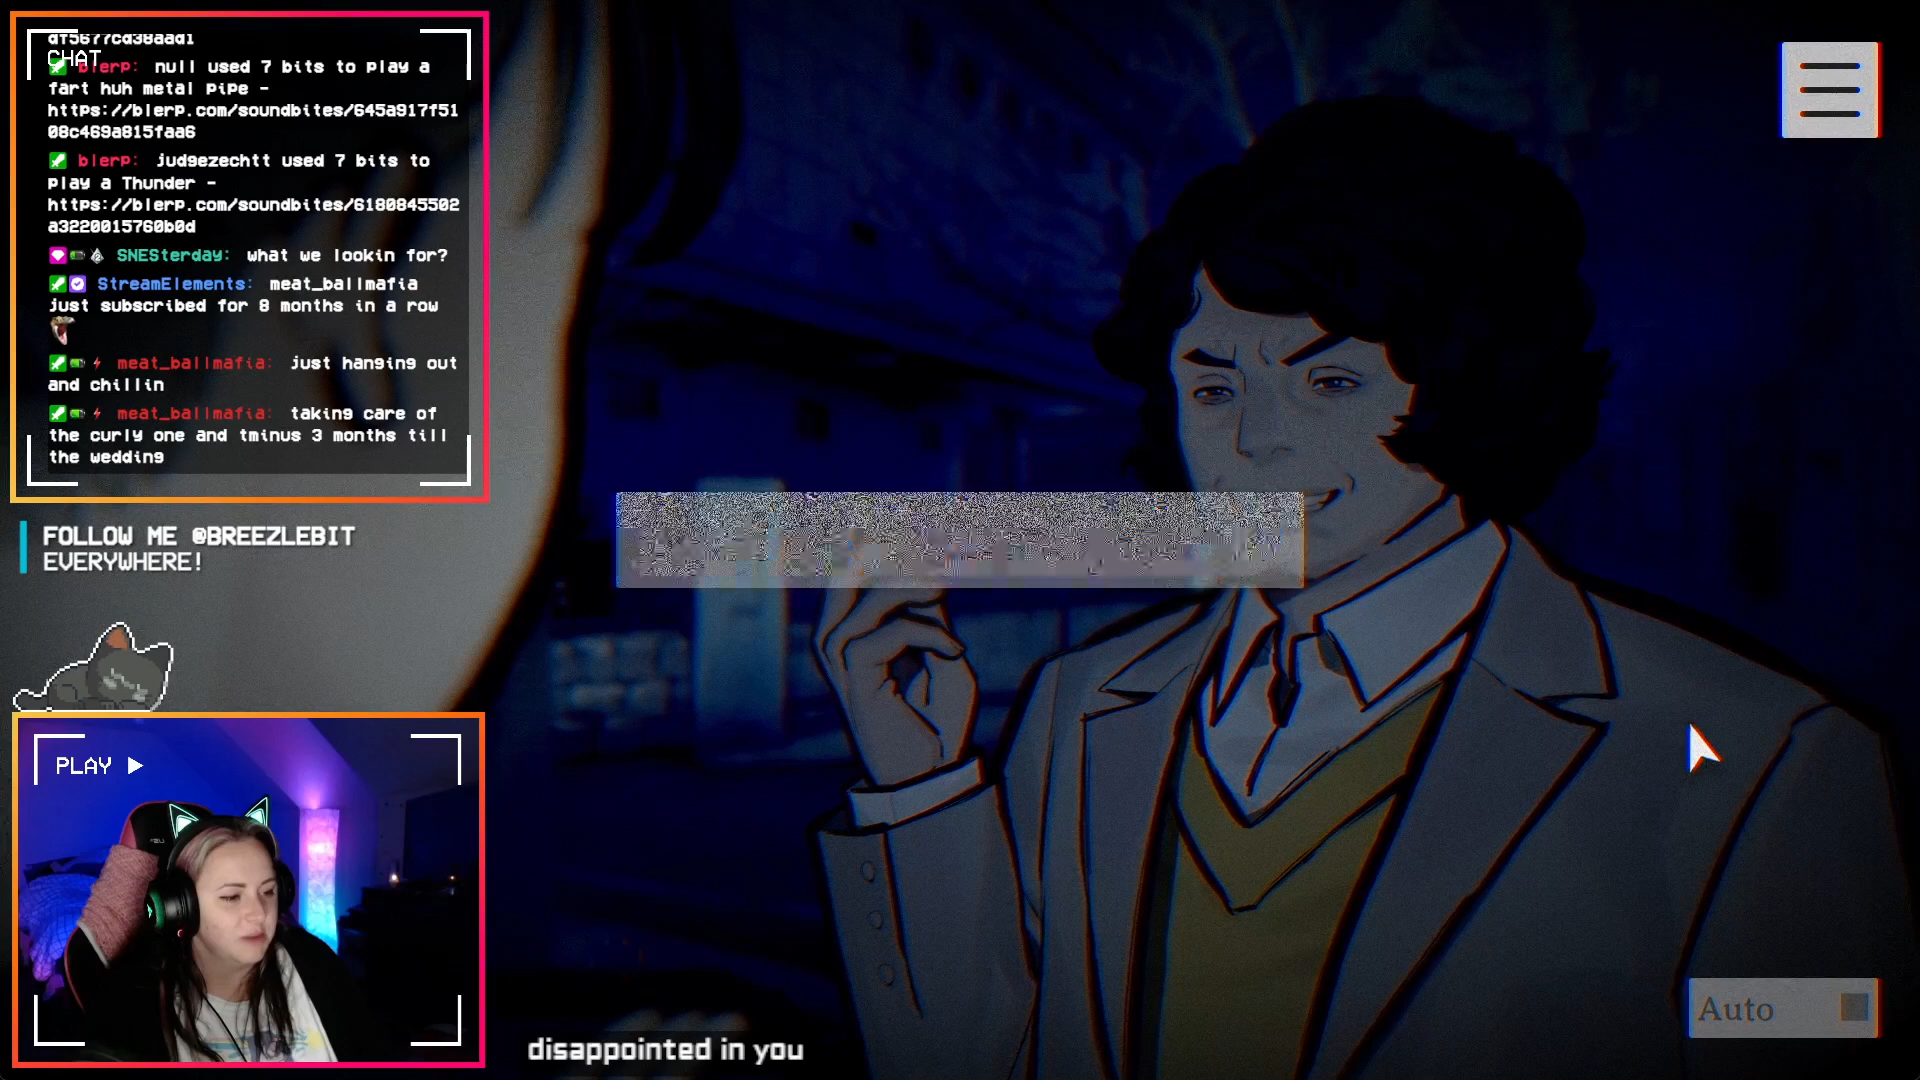 df5677cd38aad1
CHAT
blerp: null used 7 bits to play a
fart huh metal pipe -
https://blerp.com/soundbites/645a917f51
08c469a815faa6
blerp: judgezechtt used 7 bits to
play a Thunder -
https://blerp.com/soundbites/6180845502
a3220015760b0d
SNESterday: what we lookin for?
StreamElements: meat_ballmafia
just subscribed for 8 months in a row
meat_ballmafia: just hanging out
and chillin
meat_ballmafia: taking care of
the curly one and tminus 3 months till
the wedding
FOLLOW ME @BREEZLEBIT
EVERYWHERE!
PLAY
disappointed in you
Auto